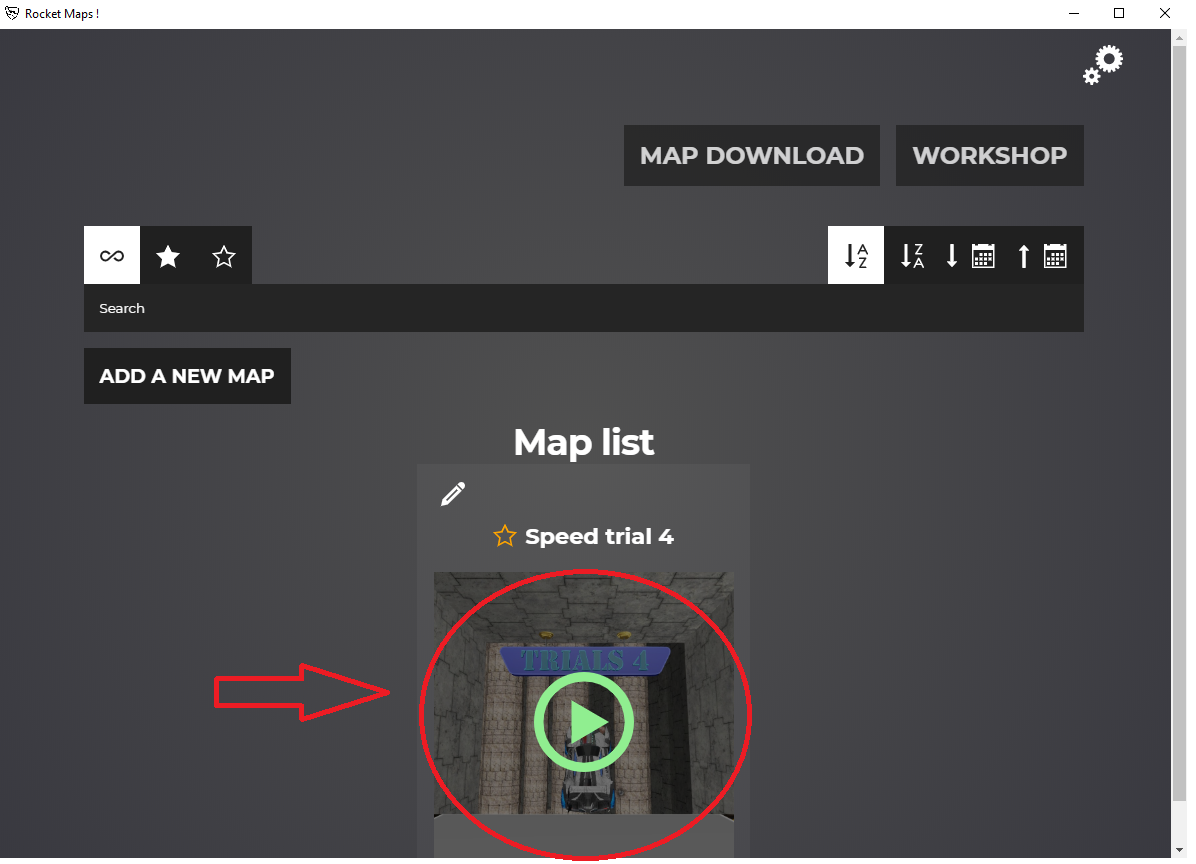 Rocket Maps !
MAP DOWNLOAD WORKSHOP
A Z Z A
Search
ADD A NEW MAP
Map list
Speed trial 4
TRIALS 4